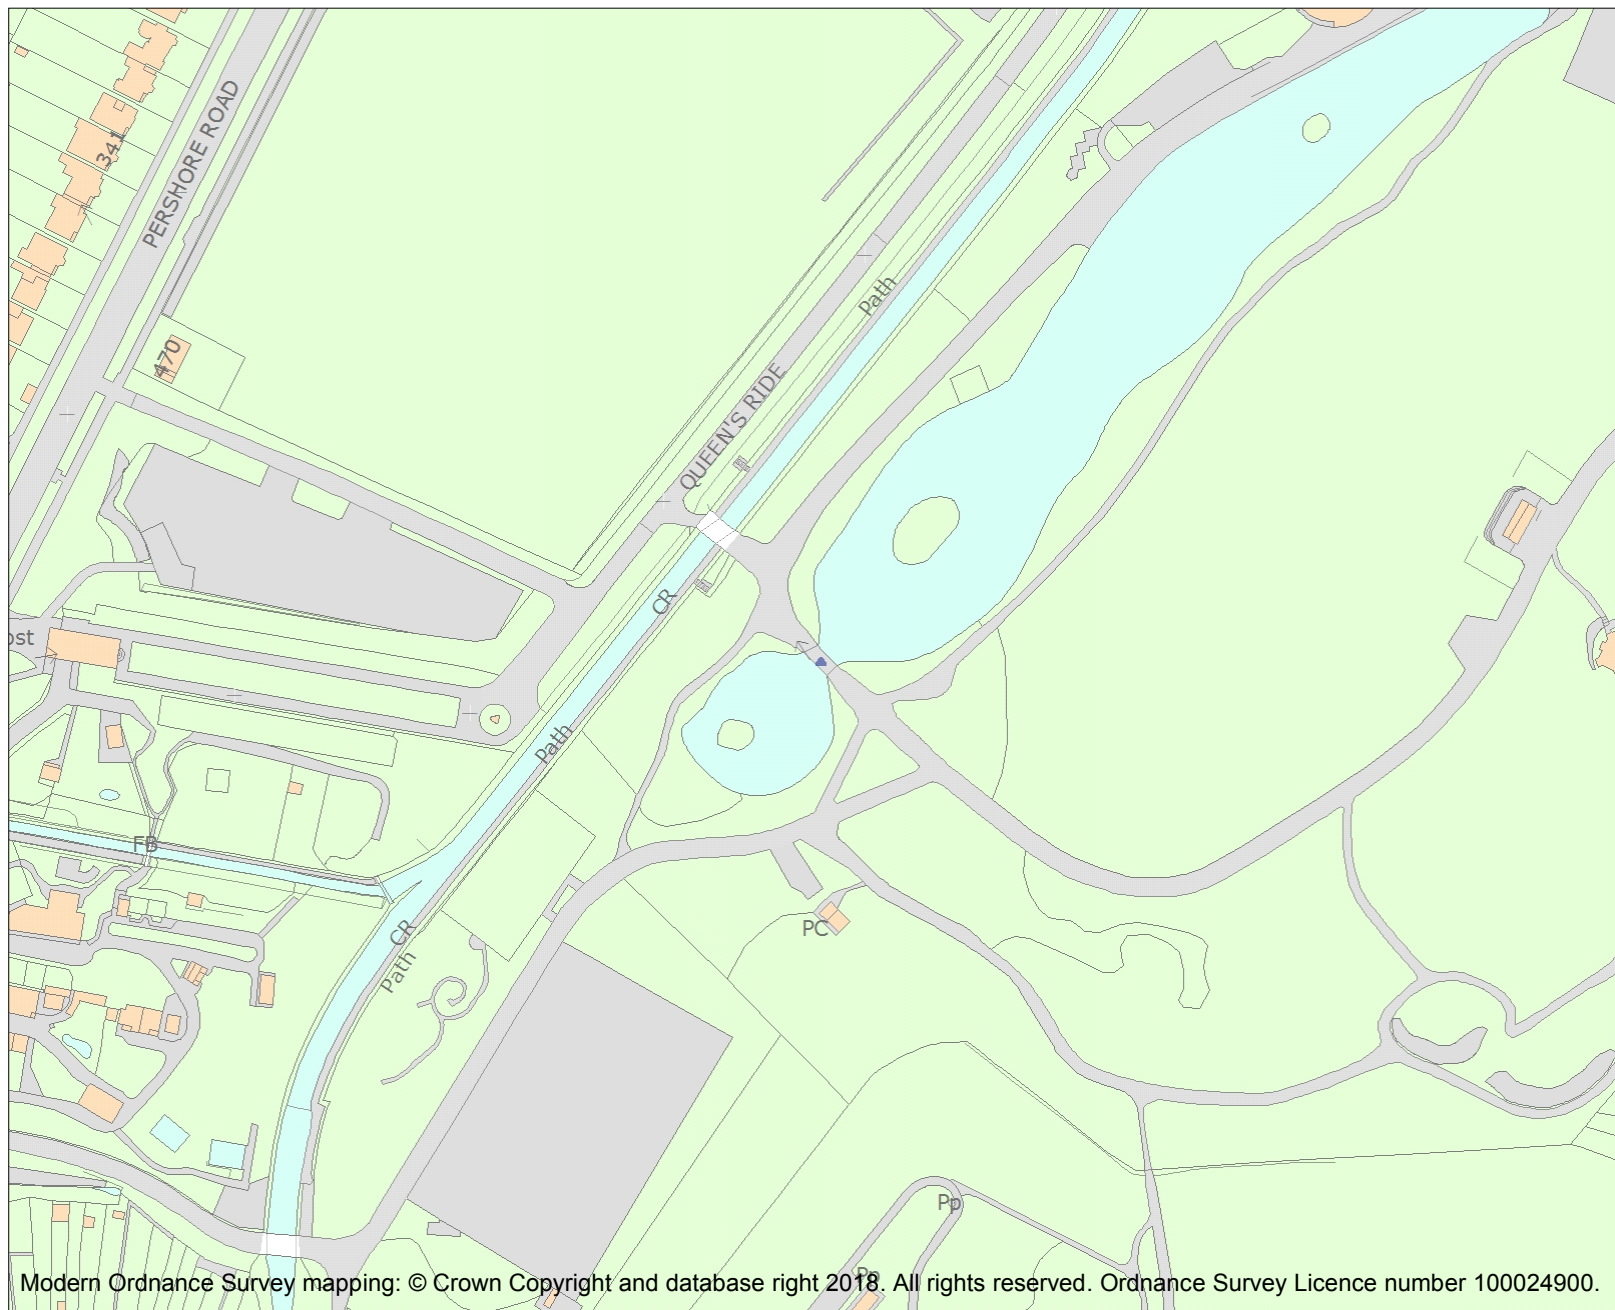 341
PERSHORE ROAD
Path
470
QUEEN'S RIDE
CR
ost
Path
FB
PC
CR
Path
Pp
Pp
Modern Ordnance Survey mapping: © Crown Copyright and database right 2018. All rights reserved. Ordnance Survey Licence number 100024900.